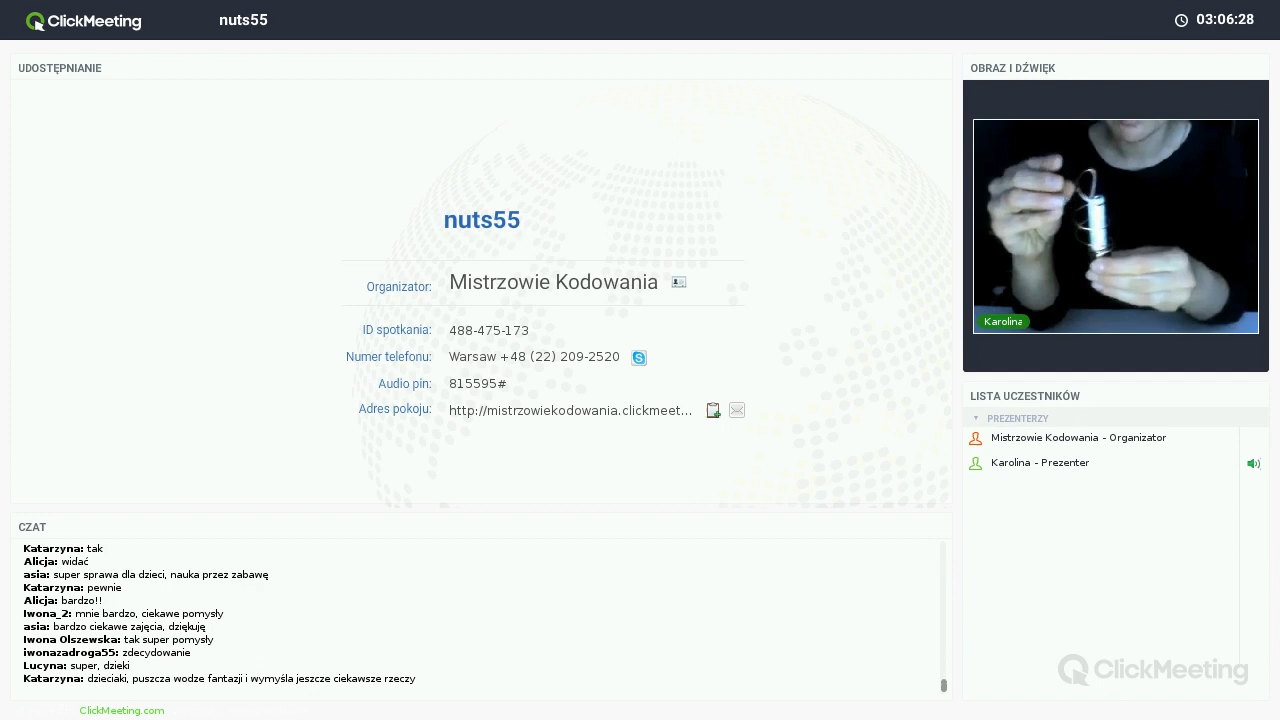 ClickMeeting
nuts55
03:06:28
UDOSTĘPNIANIE
OBRAZ I DŹWIĘK
nuts55
Organizator: Mistrzowie Kodowania
ID spotkania: 488-475-173
Numer telefonu: Warsaw +48 (22) 209-2520
Audio pin: 815595#
Adres pokoju: http://mistrzowiekodowania.clickmeet...
Karolina
LISTA UCZESTNIKÓW
PREZENTERZY
Mistrzowie Kodowania - Organizator
Karolina - Prezenter
CZAT
Katarzyna: tak
Alicja: widać
asia: super sprawa dla dzieci, nauka przez zabawę
Katarzyna: pewnie
Alicja: bardzo!!
Iwona_2: mnie bardzo, ciekawe pomysły
asia: bardzo ciekawe zajęcia, dziękuję
Iwona Olszewska: tak super pomysły
iwonazadroga55: zdecydowanie
Lucyna: super, dzieki
Katarzyna: dzieciaki, puszcza wodze fantazji i wymyśla jeszcze ciekawsze rzeczy
ClickMeeting
ClickMeeting.com